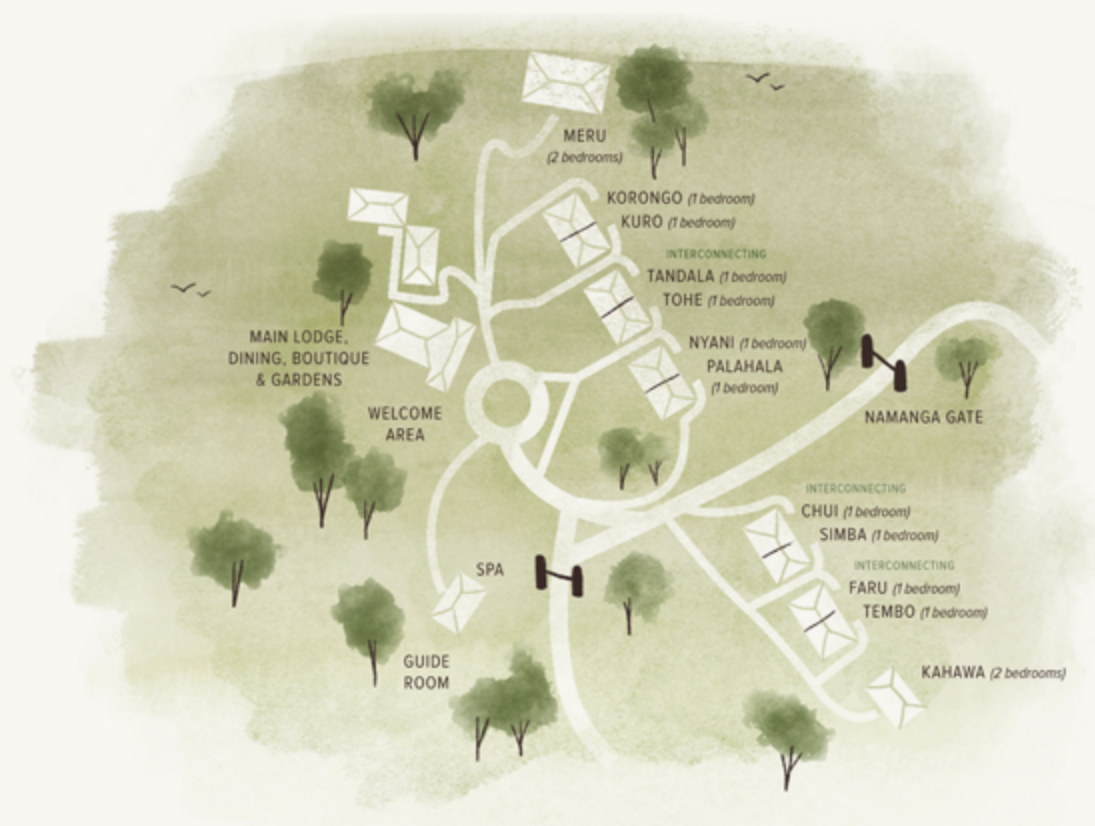 MERU
(2 bedrooms)
KORONGO (1 bedroom)
KURO (1 bedroom)
INTERCONNECTING
TANDALA (1 bedroom)
TOHE (1 bedroom)
NYANI (1 bedroom)
PALAHALA
(1 bedroom)
MAIN LODGE,
DINING, BOUTIQUE
& GARDENS
WELCOME
AREA
NAMANGA GATE
INTERCONNECTING
CHUI (1 bedroom)
SIMBA (1 bedroom)
INTERCONNECTING
FARU (1 bedroom)
TEMBO (1 bedroom)
SPA
GUIDE
ROOM
KAHAWA (2 bedrooms)